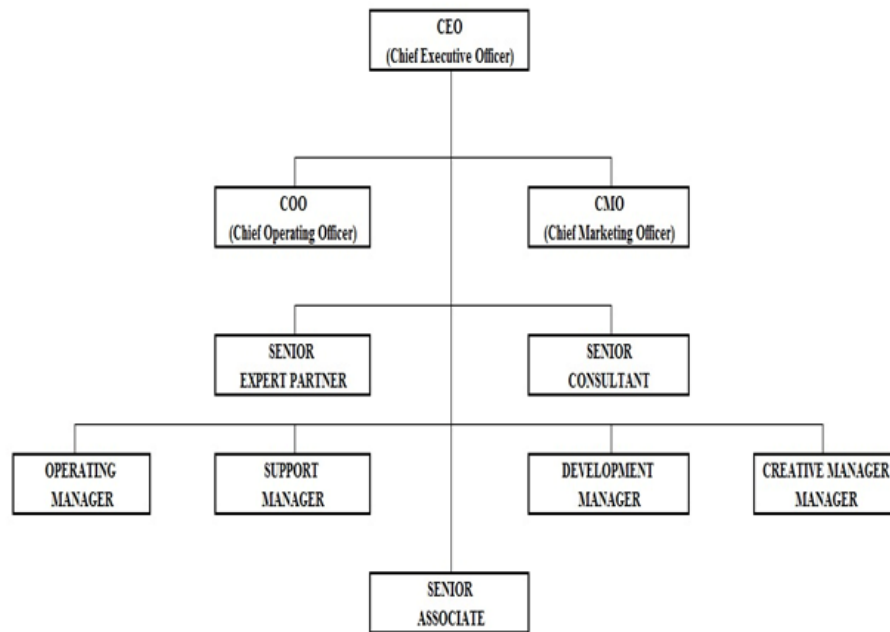 CEO
(Chief Executive Officer)
COO
(Chief Operating Officer)
CMO
(Chief Marketing Officer)
SENIOR
EXPERT PARTNER
SENIOR
CONSULTANT
OPERATING
MANAGER
SUPPORT
MANAGER
DEVELOPMENT
MANAGER
CREATIVE MANAGER
MANAGER
SENIOR
ASSOCIATE